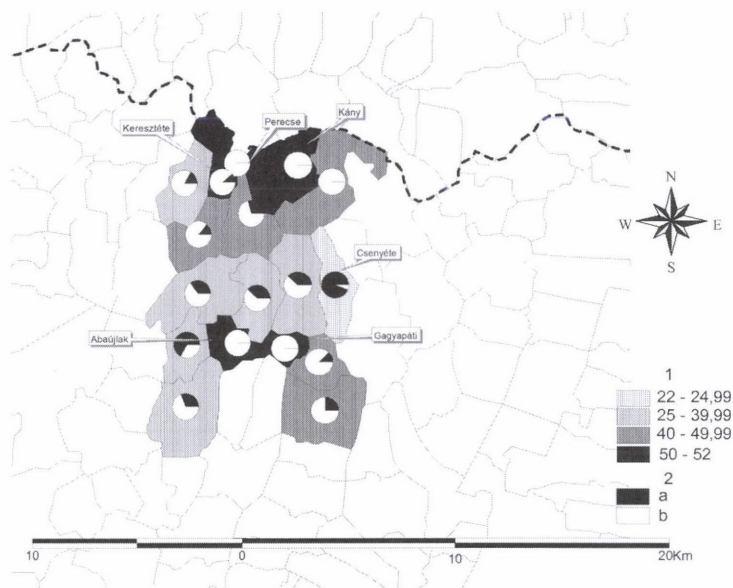 Kány
Perecse
Keresztéte
N
W E
S
Csenyéte
Abaújlak
Gagyapáti
1
22 - 24,99
25 - 39,99
40 - 49,99
50 - 52
2
a
b
10 0 10 20Km